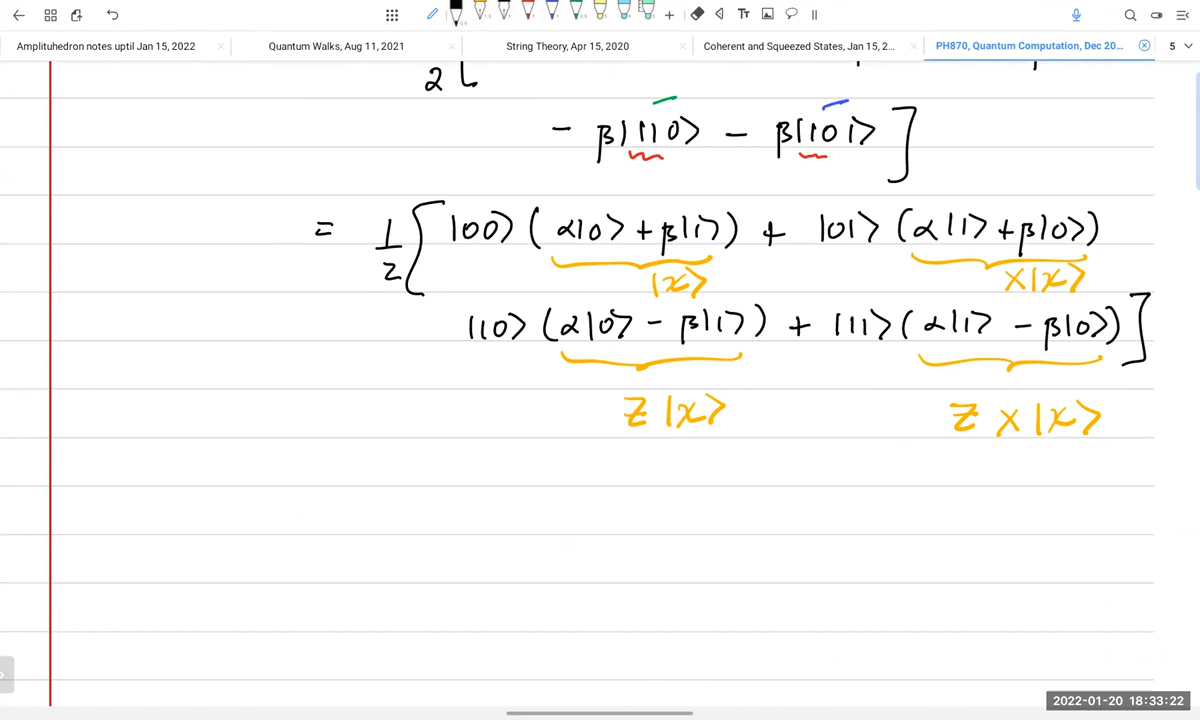 Amplituhedron notes uptil Jan 15, 2022 Quantum Walks, Aug 11, 2021 String Theory, Apr 15, 2020 Coherent and Squeezed States, Jan 15, 2... PH870, Quantum Computation, Dec 20... 5
2 [
- β|110⟩ - β|101⟩ ]
= 1/2 [ |00⟩ (α|0⟩ + β|1⟩) + |01⟩ (α|1⟩ + β|0⟩)
|x⟩ X|x⟩
|10⟩ (α|0⟩ - β|1⟩) + |11⟩ (α|1⟩ - β|0⟩) ]
Z|x⟩ Z X|x⟩
2022-01-20 18:33:22